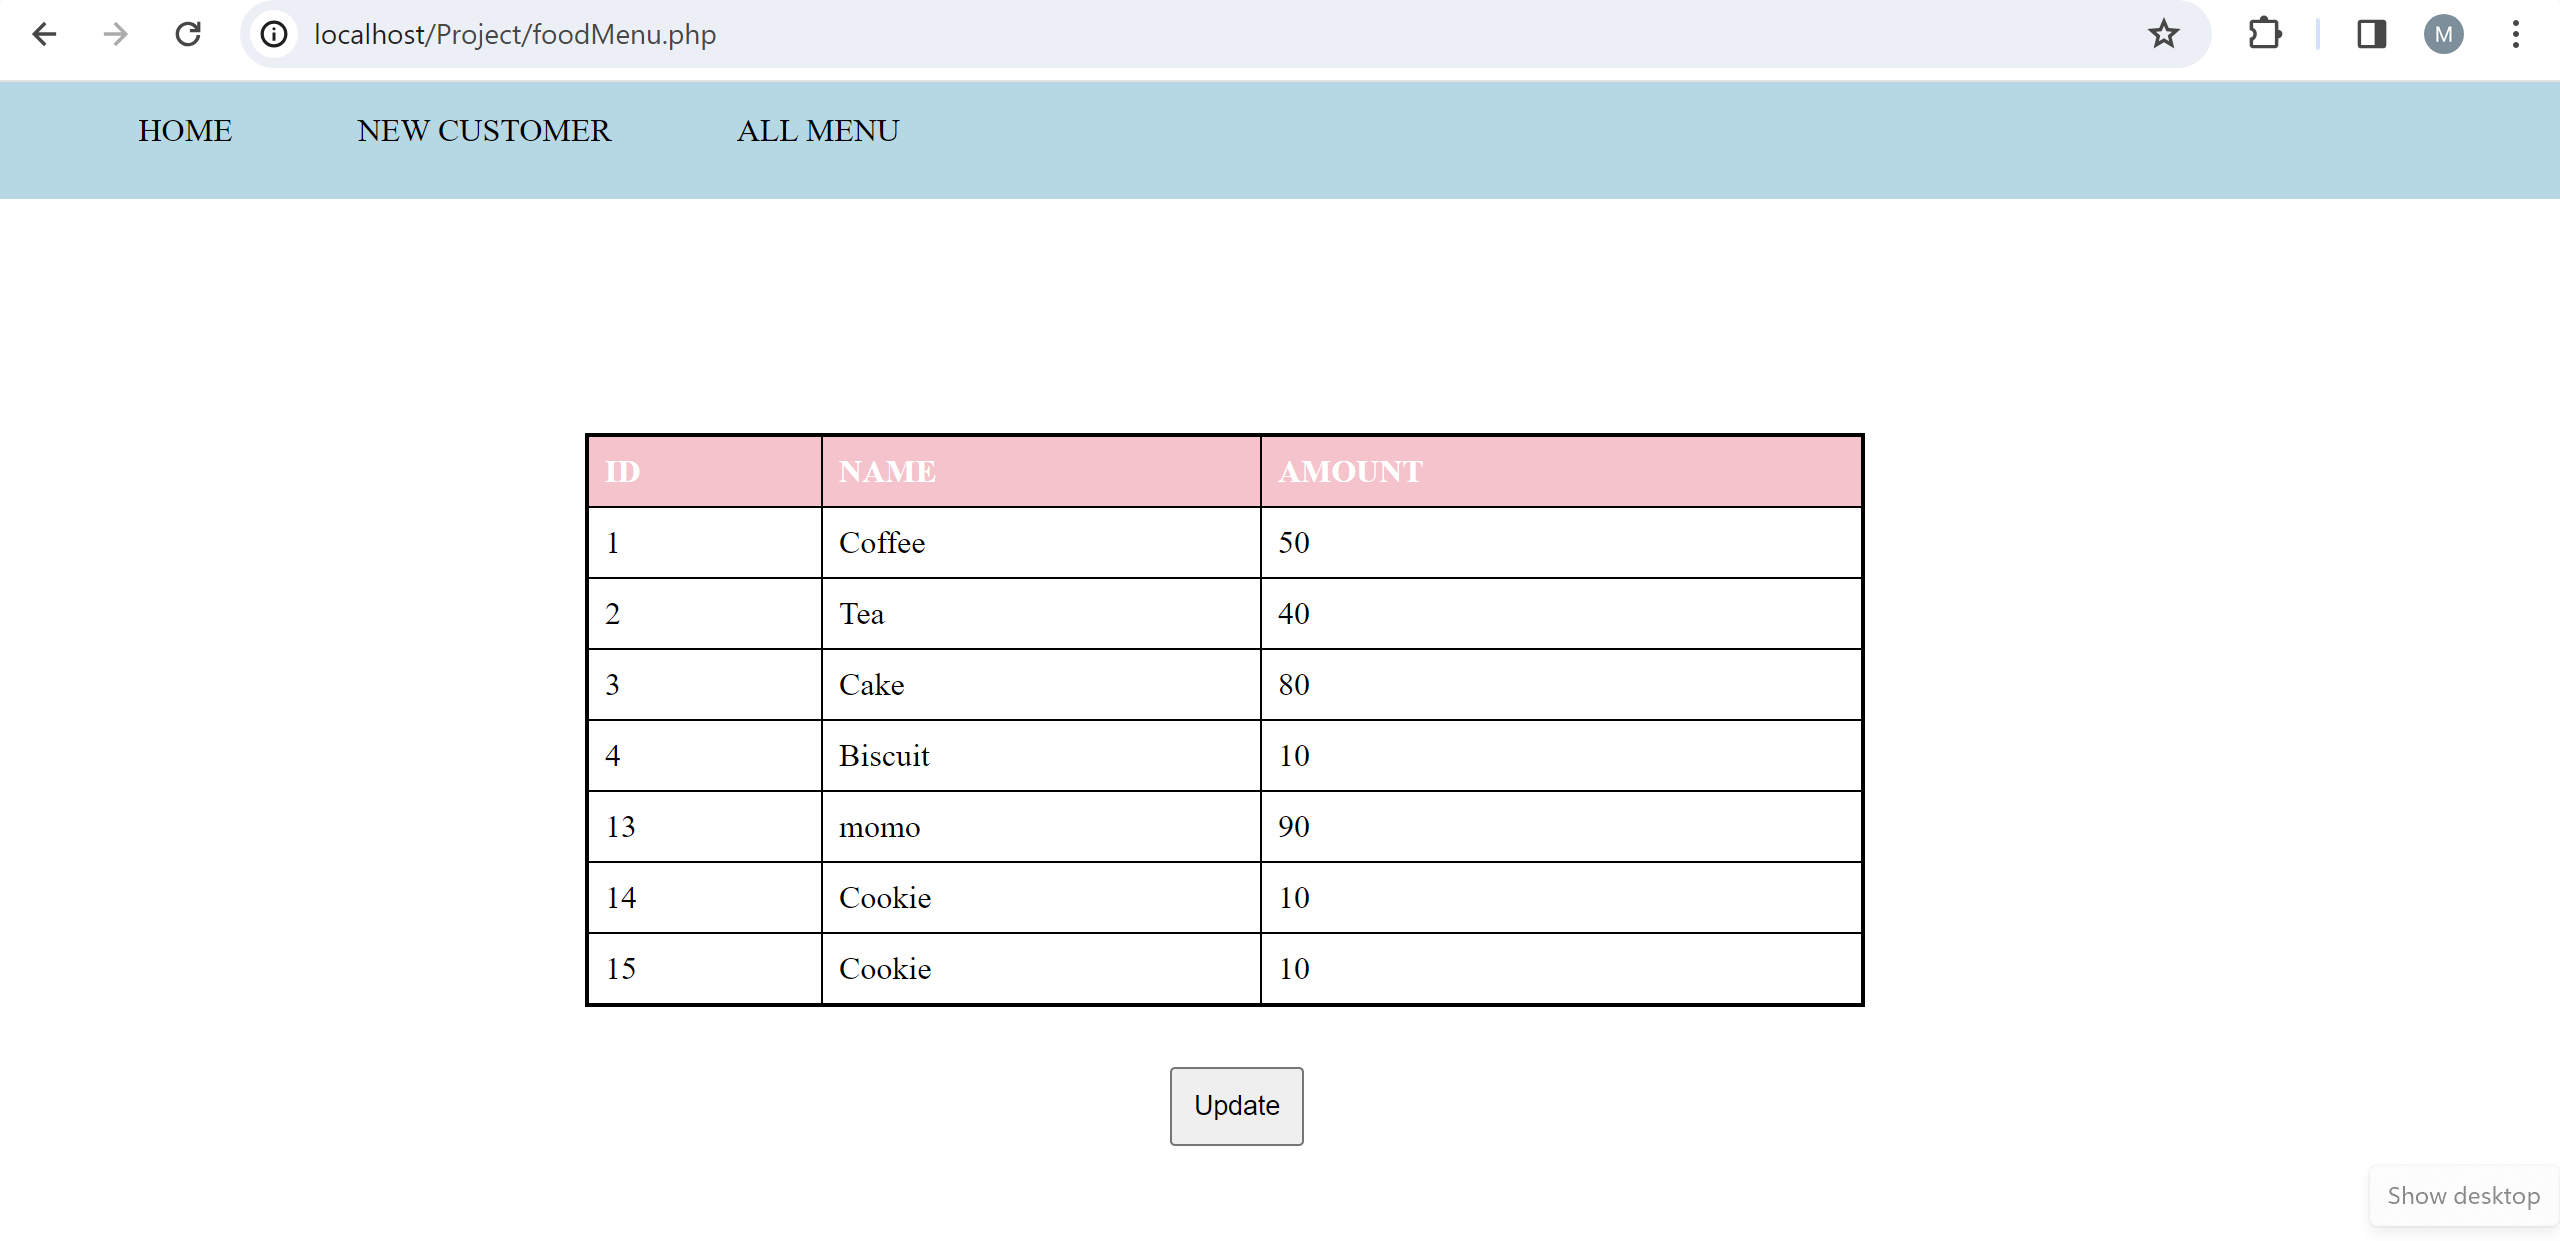 localhost/Project/foodMenu.php
M
HOME NEW CUSTOMER ALL MENU
ID NAME AMOUNT
1 Coffee 50
2 Tea 40
3 Cake 80
4 Biscuit 10
13 momo 90
14 Cookie 10
15 Cookie 10
Update
Show desktop